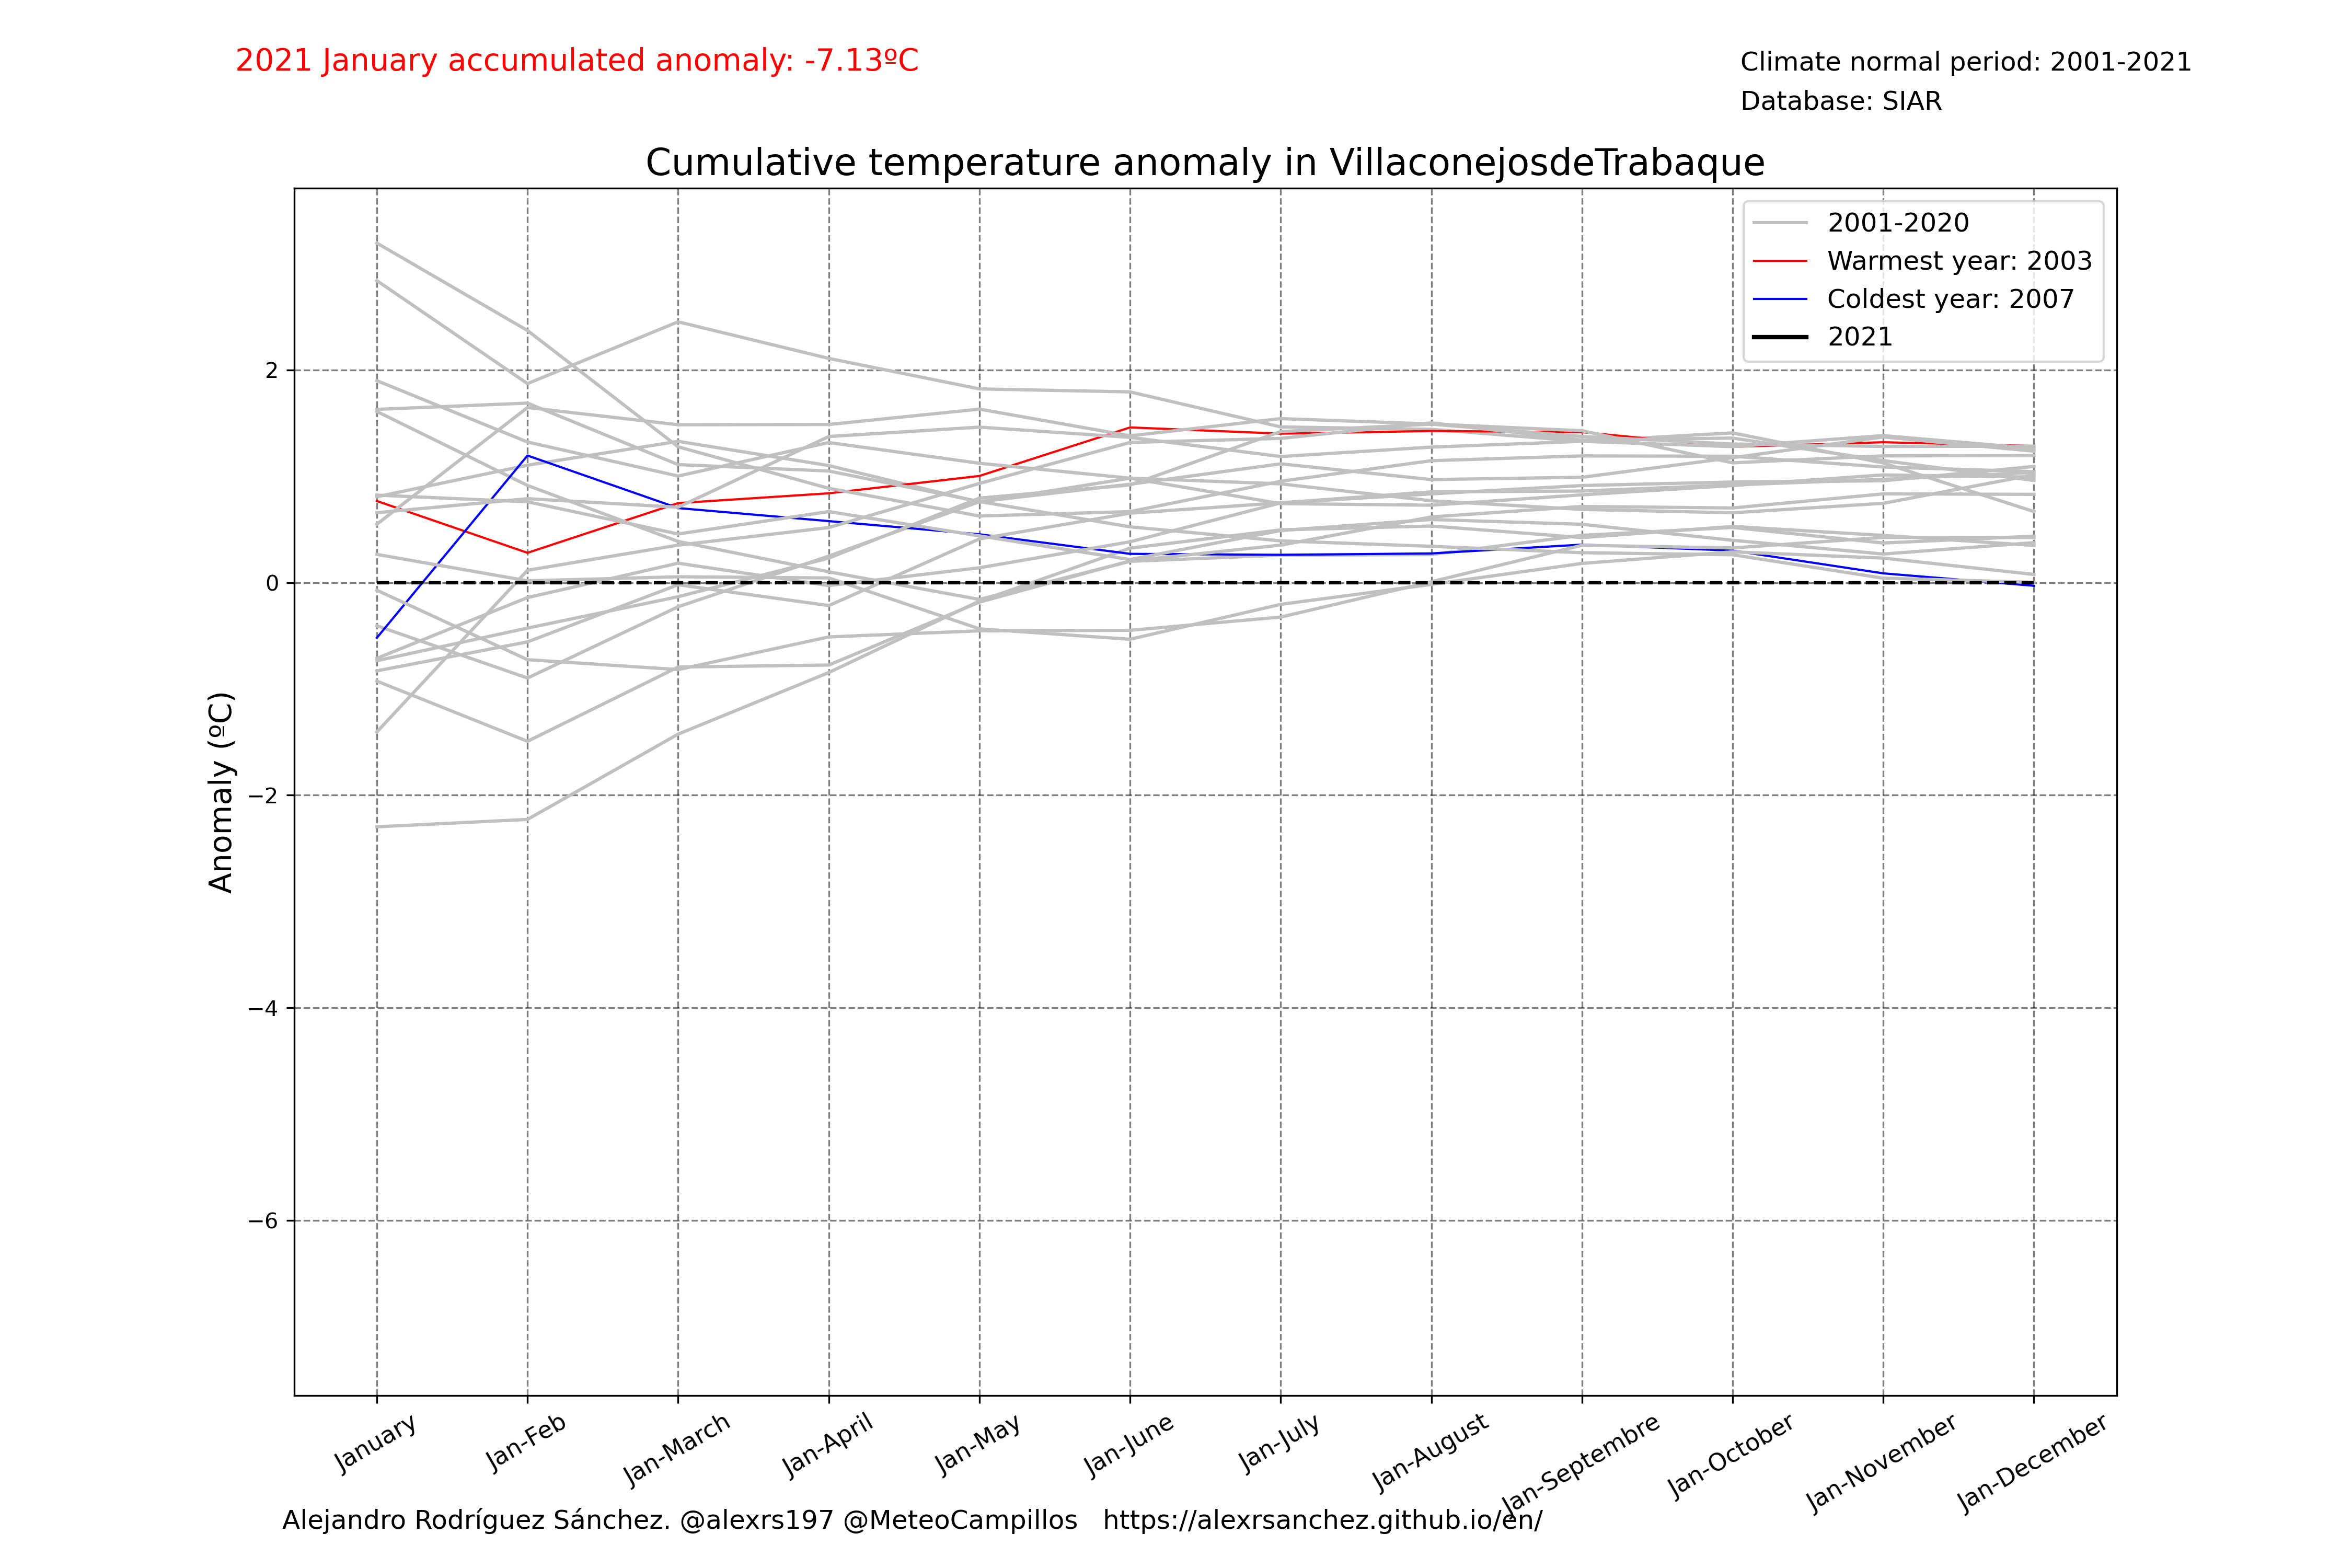 2021 January accumulated anomaly: -7.13ºC
Climate normal period: 2001-2021
Database: SIAR
Cumulative temperature anomaly in VillaconejosdeTrabaque
2001-2020
Warmest year: 2003
Coldest year: 2007
2021
Anomaly (ºC)
2
0
−2
−4
−6
January
Jan-Feb
Jan-March
Jan-April
Jan-May
Jan-June
Jan-July
Jan-August
Jan-Septembre
Jan-October
Jan-November
Jan-December
Alejandro Rodríguez Sánchez. @alexrs197 @MeteoCampillos   https://alexrsanchez.github.io/en/